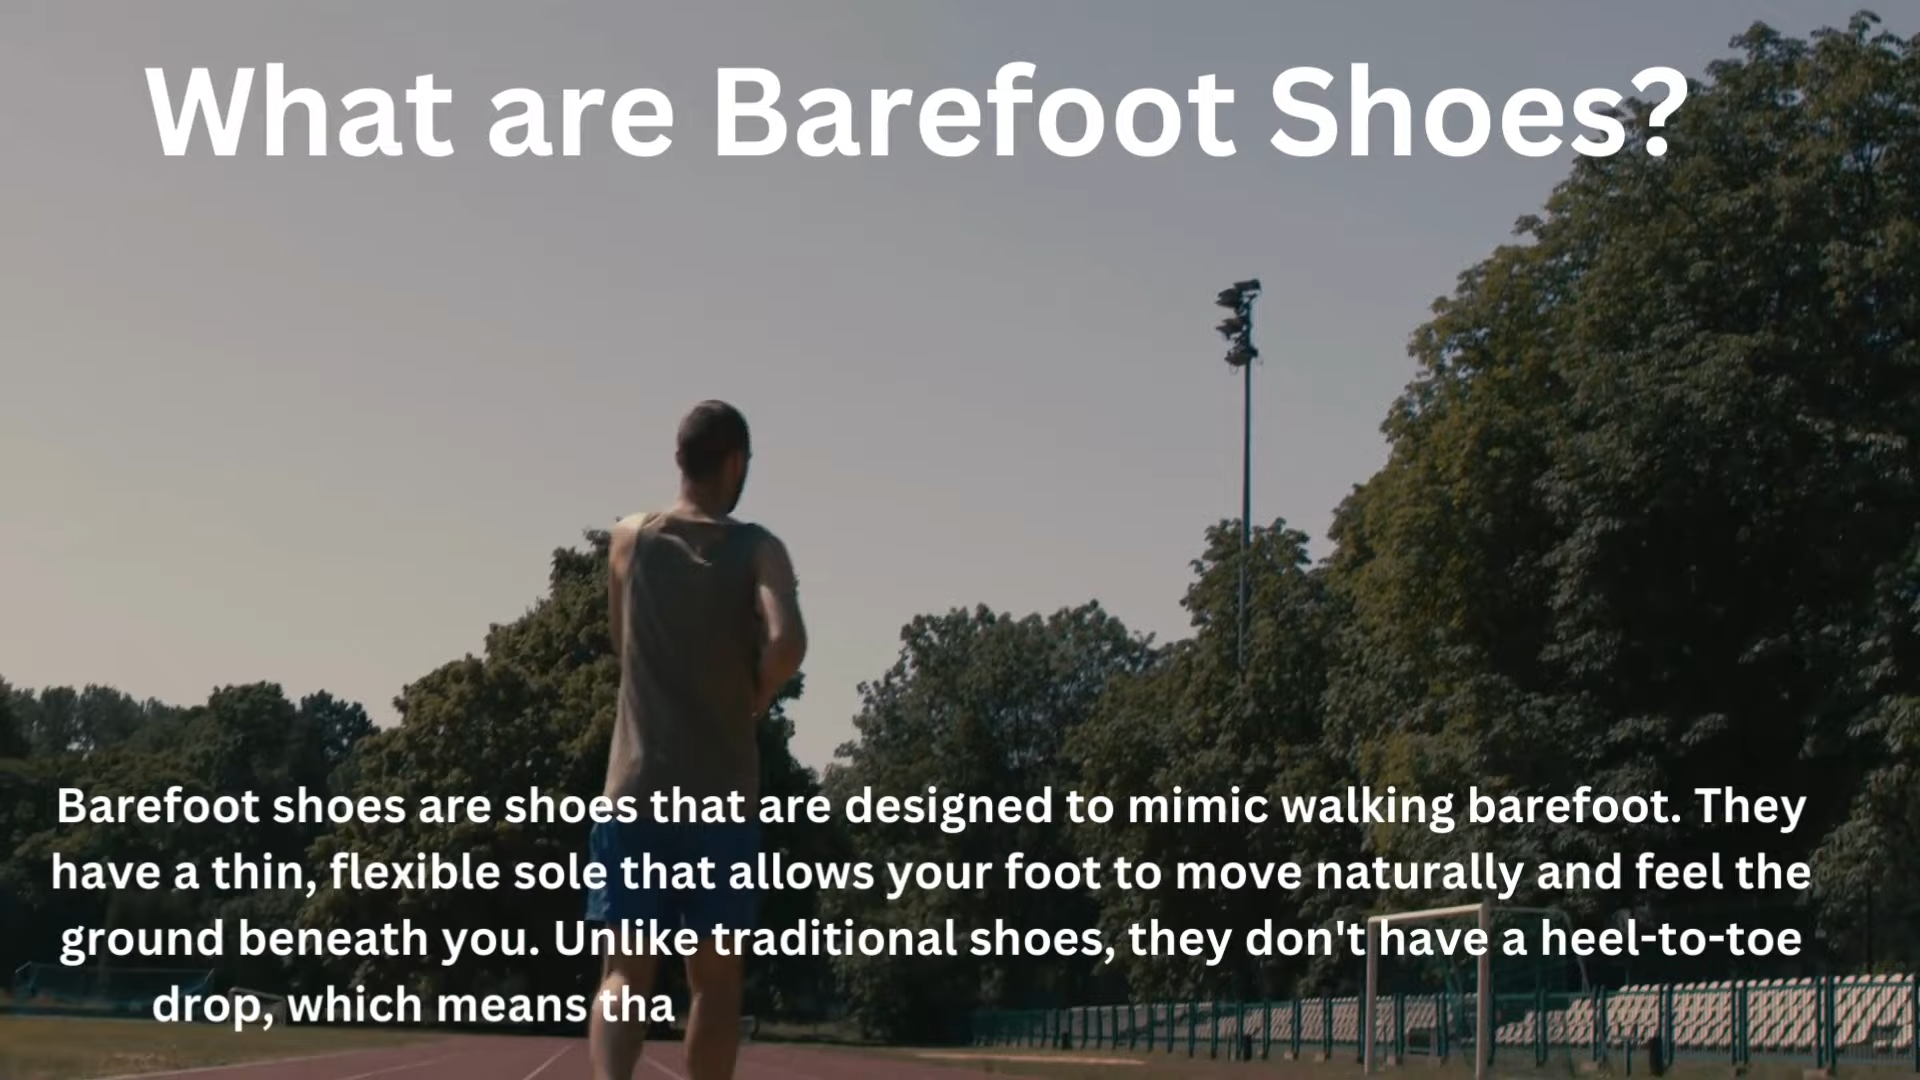 What are Barefoot Shoes?
Barefoot shoes are shoes that are designed to mimic walking barefoot. They
have a thin, flexible sole that allows your foot to move naturally and feel the
ground beneath you. Unlike traditional shoes, they don't have a heel-to-toe
drop, which means tha